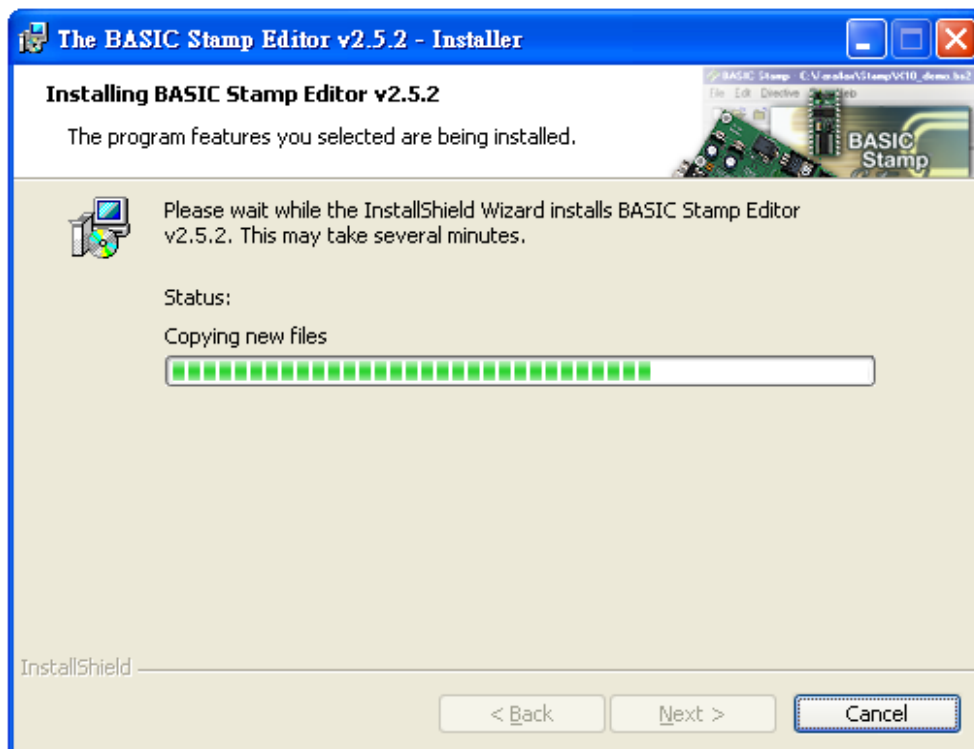 The BASIC Stamp Editor v2.5.2 - Installer
Installing BASIC Stamp Editor v2.5.2
The program features you selected are being installed.
BASIC Stamp
File Edit Directive
BASIC
Stamp
Please wait while the InstallShield Wizard installs BASIC Stamp Editor
v2.5.2. This may take several minutes.
Status:
Copying new files
InstallShield
< Back
Next >
Cancel